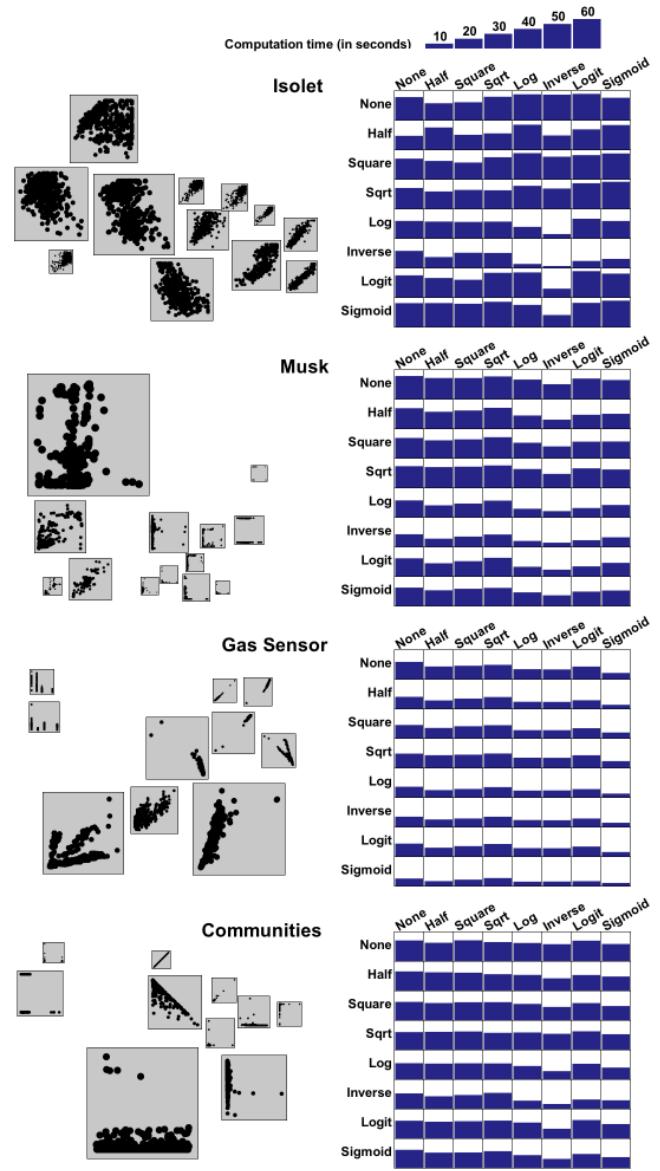 10 20 30 40 50 60
Computation time (in seconds)
Isolet
None Half Square Sqrt Log Inverse Logit Sigmoid
None
Half
Square
Sqrt
Log
Inverse
Logit
Sigmoid
Musk
None Half Square Sqrt Log Inverse Logit Sigmoid
None
Half
Square
Sqrt
Log
Inverse
Logit
Sigmoid
Gas Sensor
None Half Square Sqrt Log Inverse Logit Sigmoid
None
Half
Square
Sqrt
Log
Inverse
Logit
Sigmoid
Communities
None Half Square Sqrt Log Inverse Logit Sigmoid
None
Half
Square
Sqrt
Log
Inverse
Logit
Sigmoid